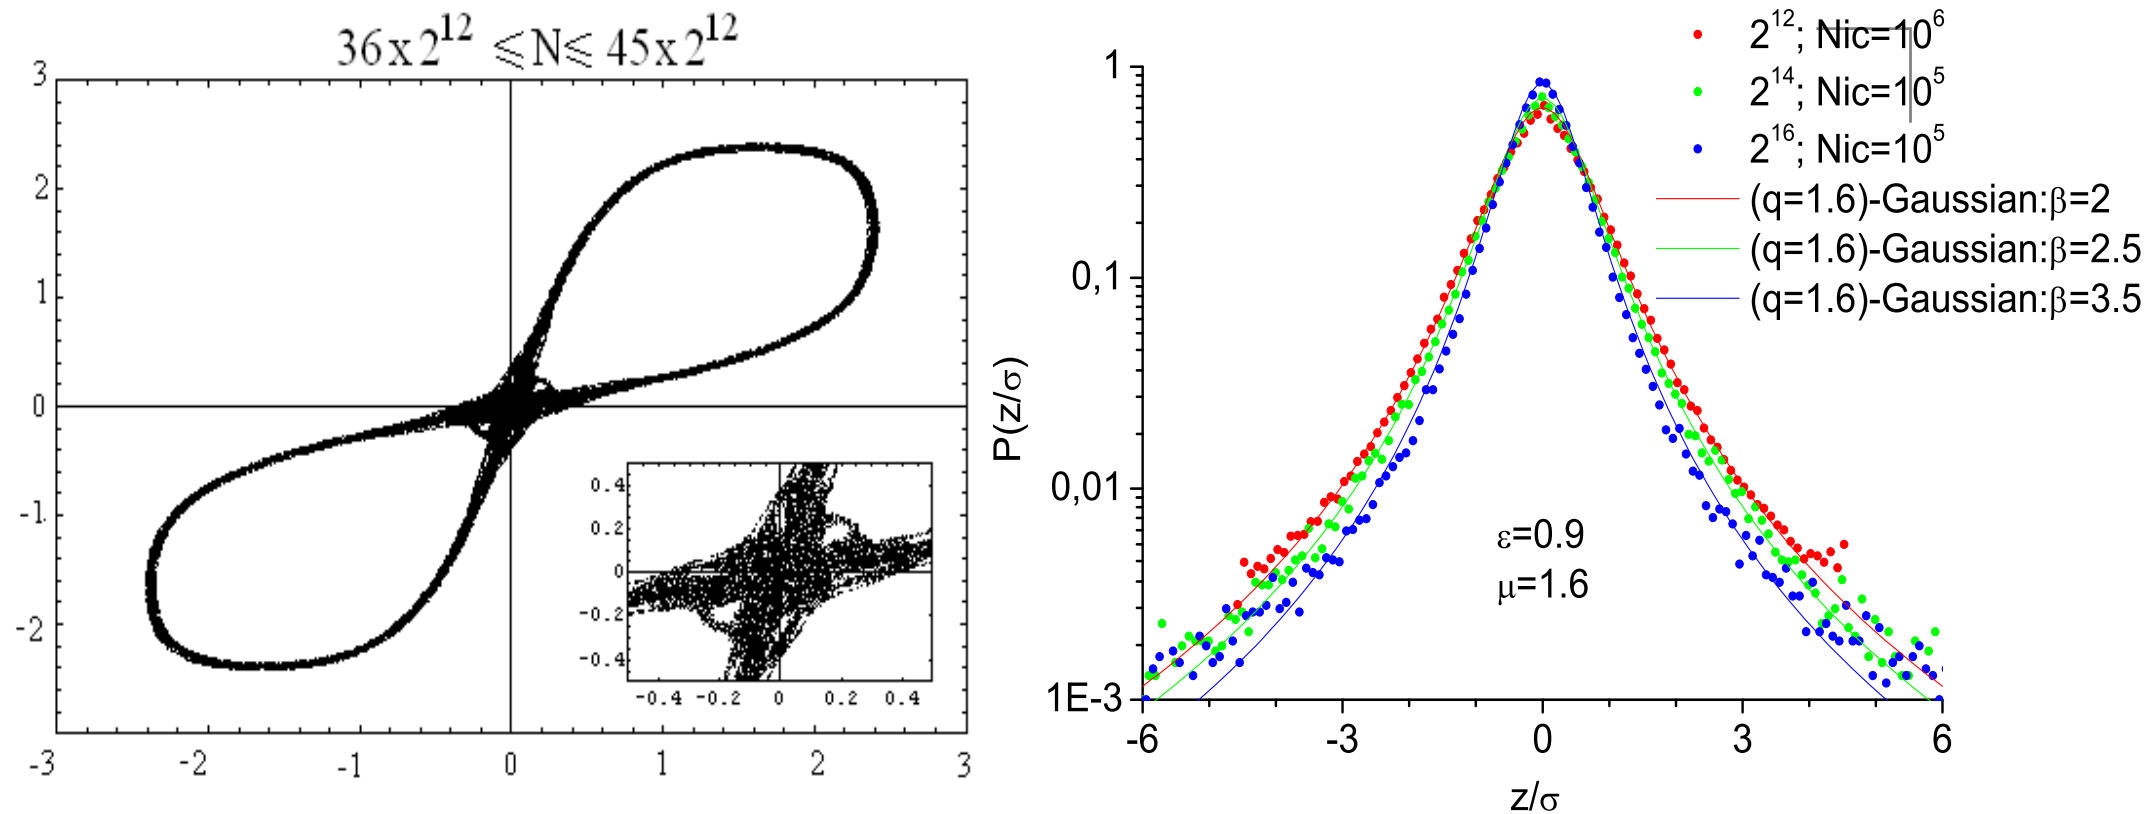 36x2^12 ≤N≤ 45x2^12
3
2
1
0
-1
-2
-3 -2 -1 0 1 2 3
0.4
0.2
0
-0.2
-0.4
-0.4 -0.2 0 0.2 0.4
2^12; Nic=10^6
2^14; Nic=10^5
2^16; Nic=10^5
(q=1.6)-Gaussian:β=2
(q=1.6)-Gaussian:β=2.5
(q=1.6)-Gaussian:β=3.5
P(z/σ)
1
0,1
0,01
1E-3
ε=0.9
μ=1.6
-6 -3 0 3 6
z/σ